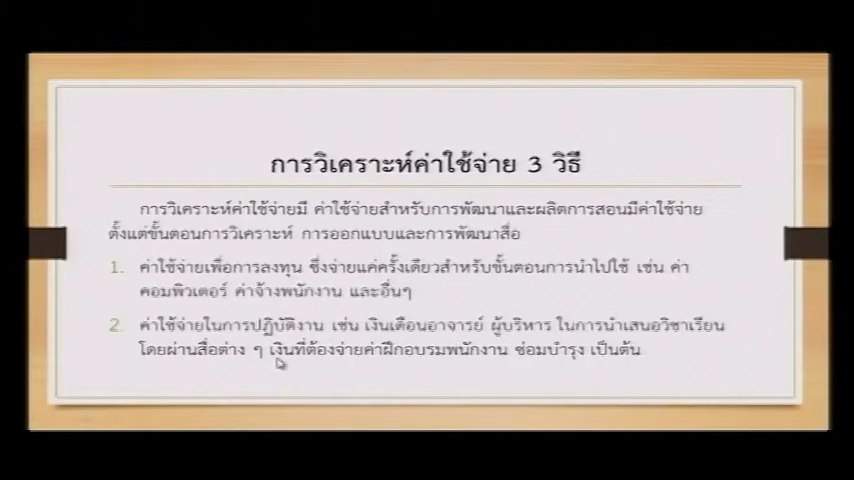 การวิเคราะห์ค่าใช้จ่าย 3 วิธี
การวิเคราะห์ค่าใช้จ่ายมี ค่าใช้จ่ายสำหรับการพัฒนาและผลิตการสอนมีค่าใช้จ่าย
ตั้งแต่ขั้นตอนการวิเคราะห์ การออกแบบและการพัฒนาสื่อ
1. ค่าใช้จ่ายเพื่อการลงทุน ซึ่งจ่ายแค่ครั้งเดียวสำหรับขั้นตอนการนำไปใช้ เช่น ค่า
คอมพิวเตอร์ ค่าจ้างพนักงาน และอื่นๆ
2. ค่าใช้จ่ายในการปฏิบัติงาน เช่น เงินเดือนอาจารย์ ผู้บริหาร ในการนำเสนอวิชาเรียน
โดยผ่านสื่อต่าง ๆ เงินที่ต้องจ่ายค่าฝึกอบรมพนักงาน ซ่อมบำรุง เป็นต้น